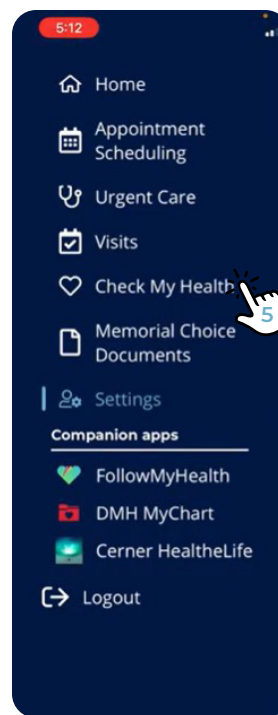 5:12
Home
Appointment
Scheduling
Urgent Care
Visits
Check My Health
5
Memorial Choice
Documents
Settings
Companion apps
FollowMyHealth
DMH MyChart
Cerner HealtheLife
Logout